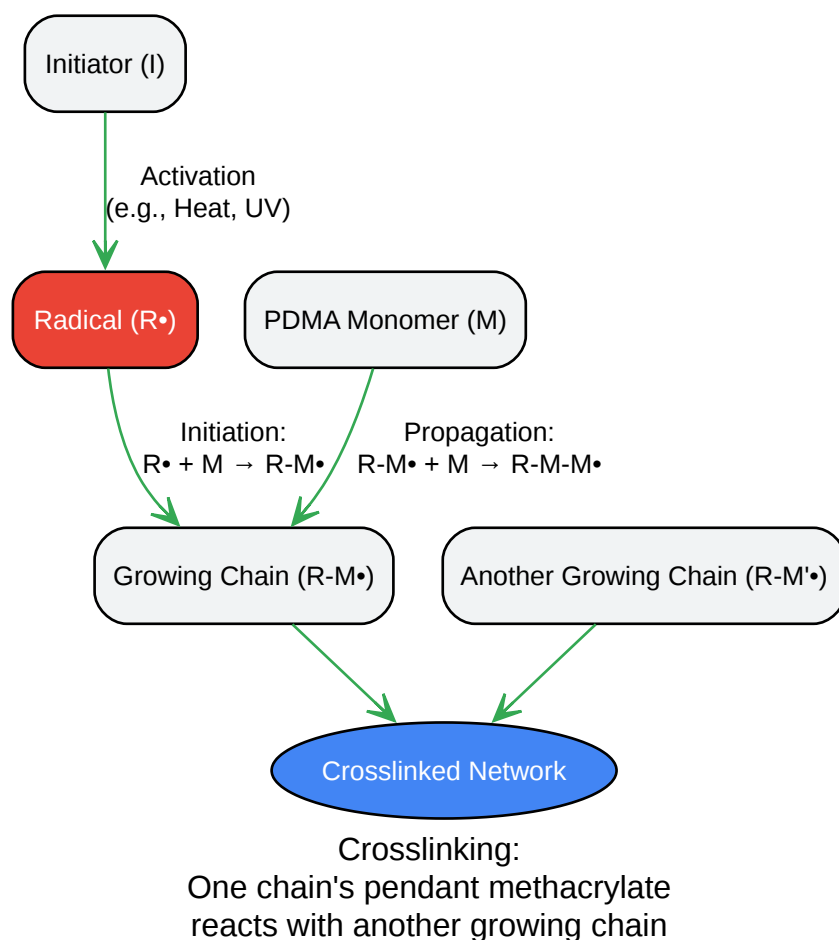 Initiator (I)
Activation
(e.g., Heat, UV)
Radical (R•)
PDMA Monomer (M)
Initiation:
R• + M → R-M•
Propagation:
R-M• + M → R-M-M•
Growing Chain (R-M•)
Another Growing Chain (R-M'•)
Crosslinked Network
Crosslinking:
One chain's pendant methacrylate
reacts with another growing chain